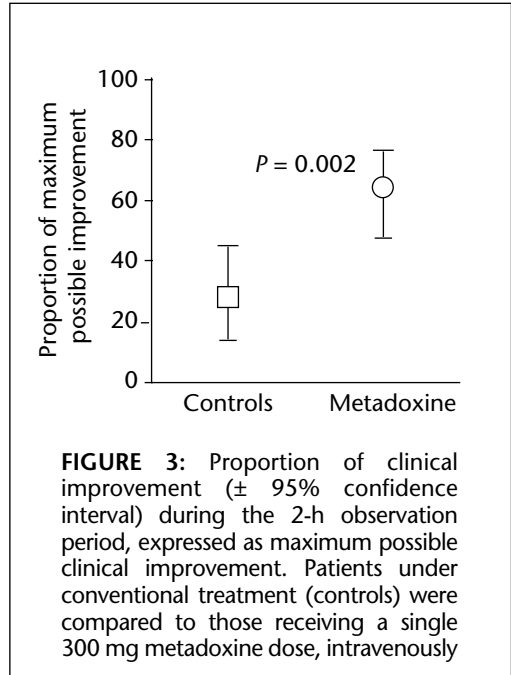 100
80
60
40
20
0
Proportion of maximum
possible improvement
P = 0.002
Controls Metadoxine
FIGURE 3: Proportion of clinical
improvement (± 95% confidence
interval) during the 2-h observation
period, expressed as maximum possible
clinical improvement. Patients under
conventional treatment (controls) were
compared to those receiving a single
300 mg metadoxine dose, intravenously